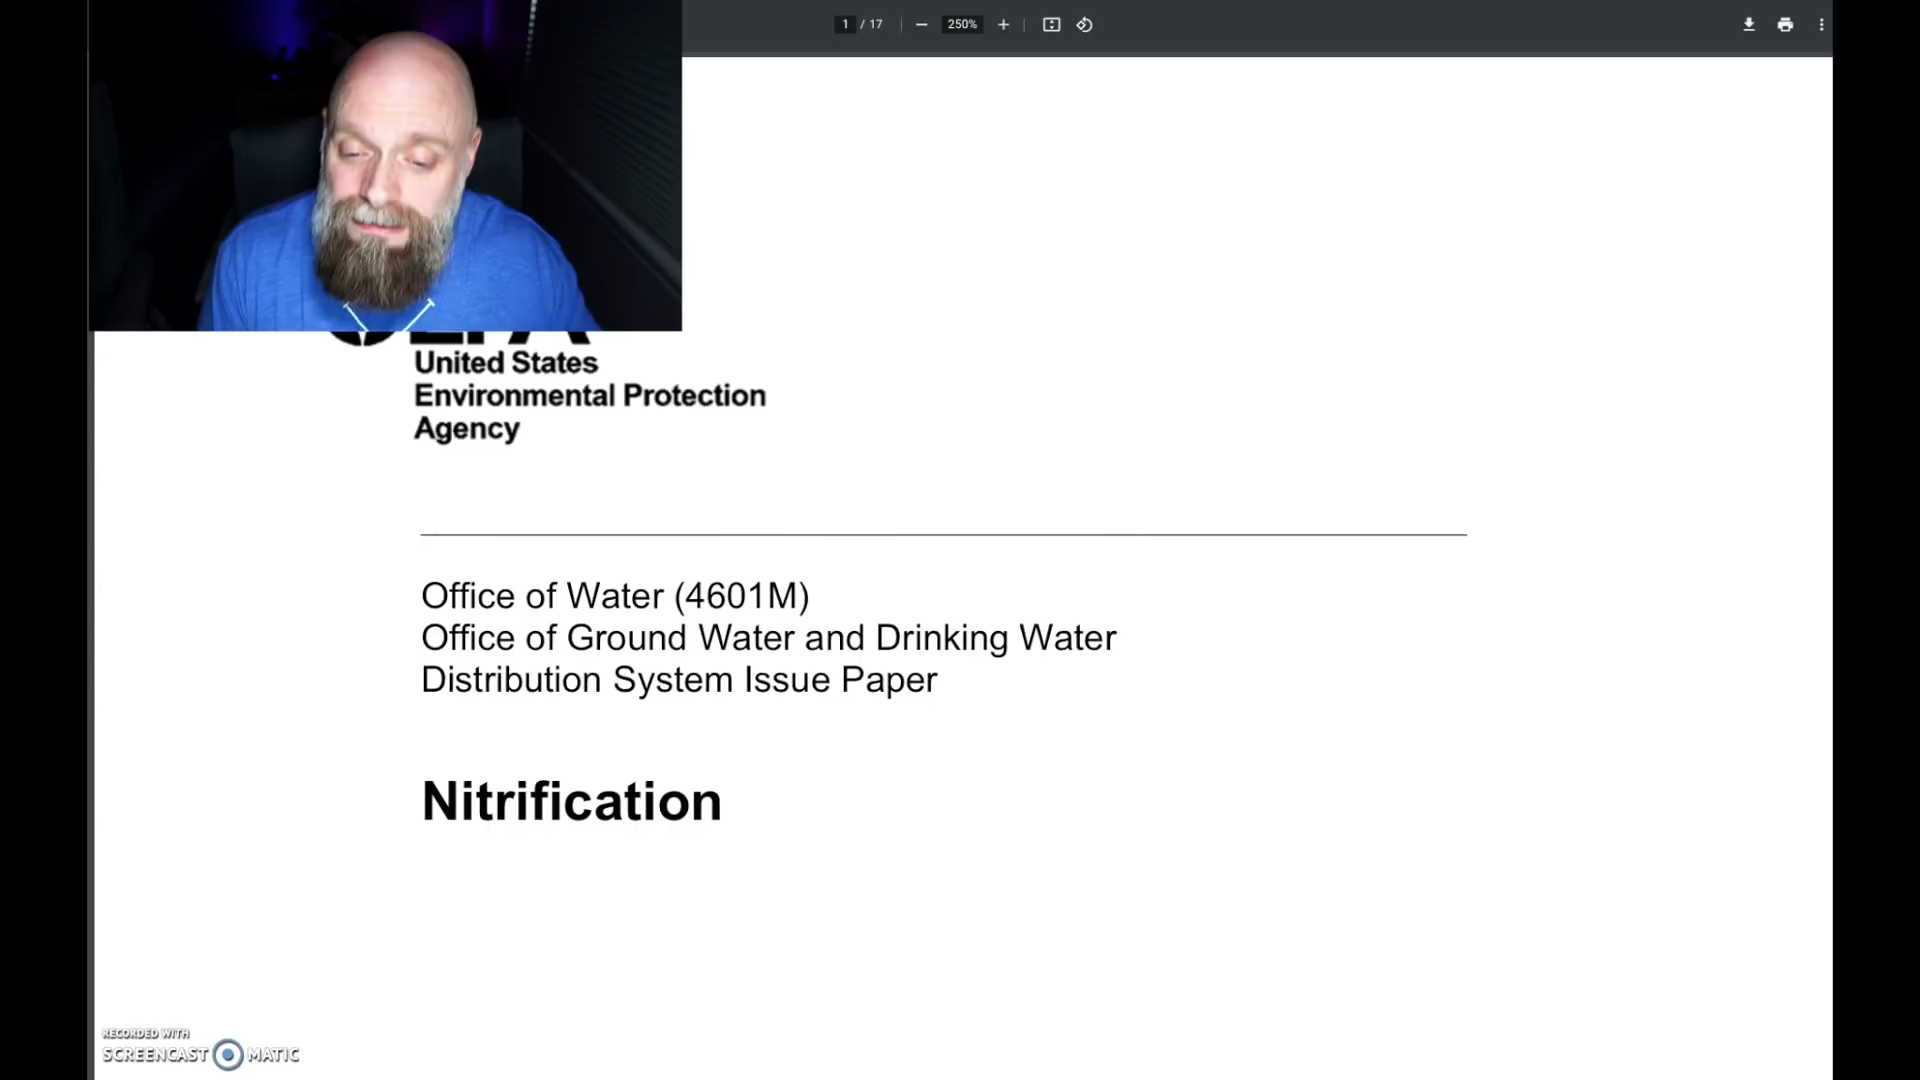 1 / 17
250%
United States
Environmental Protection
Agency
Office of Water (4601M)
Office of Ground Water and Drinking Water
Distribution System Issue Paper
Nitrification
RECORDED WITH
SCREENCAST MATIC